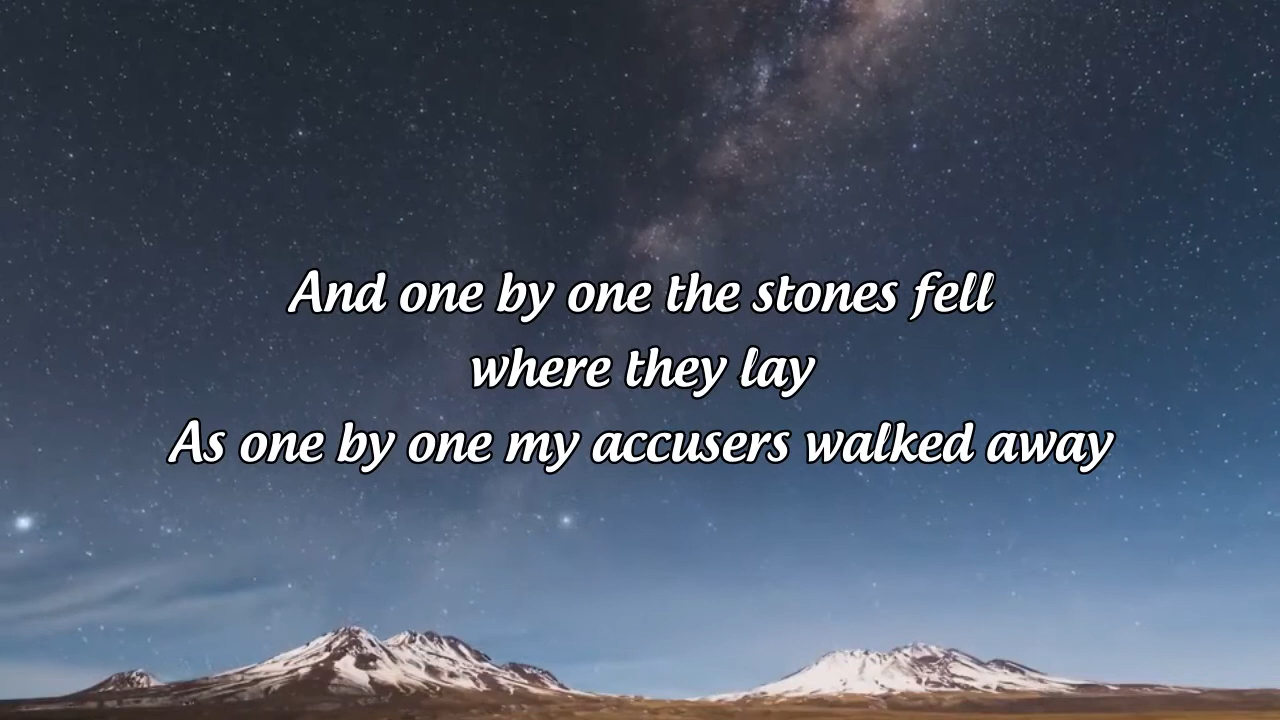 And one by one the stones fell
where they lay
As one by one my accusers walked away